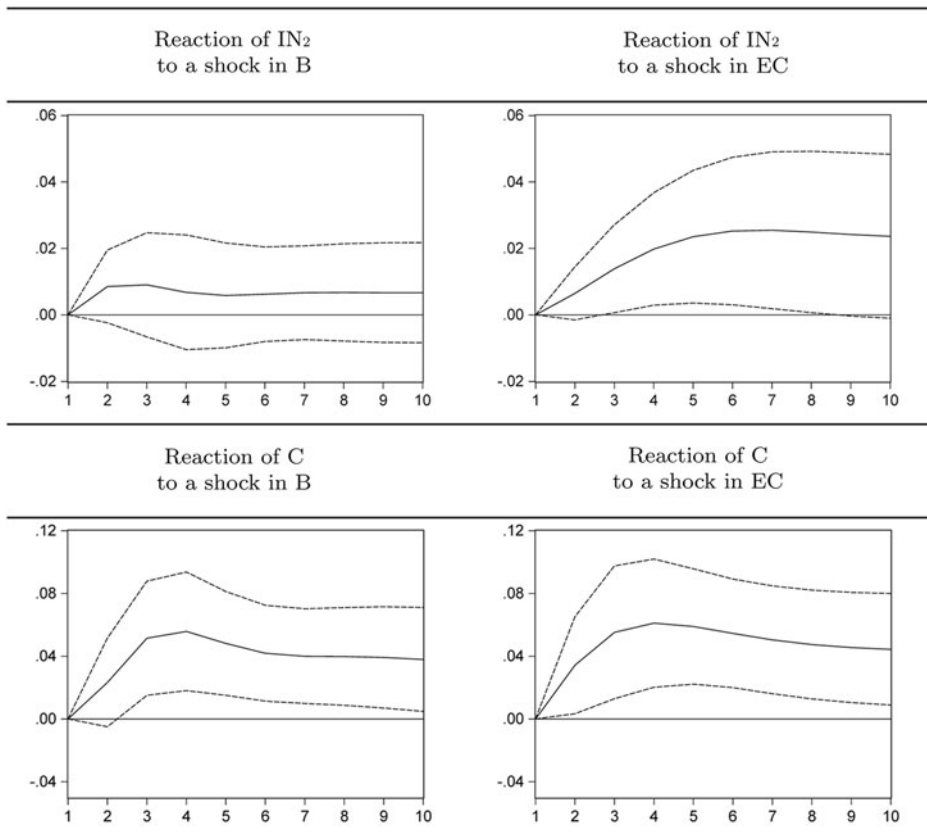 Reaction of IN₂
to a shock in B
Reaction of IN₂
to a shock in EC
.06
.04
.02
.00
-.02
1 2 3 4 5 6 7 8 9 10
.06
.04
.02
.00
-.02
1 2 3 4 5 6 7 8 9 10
Reaction of C
to a shock in B
Reaction of C
to a shock in EC
.12
.08
.04
.00
-.04
1 2 3 4 5 6 7 8 9 10
.12
.08
.04
.00
-.04
1 2 3 4 5 6 7 8 9 10